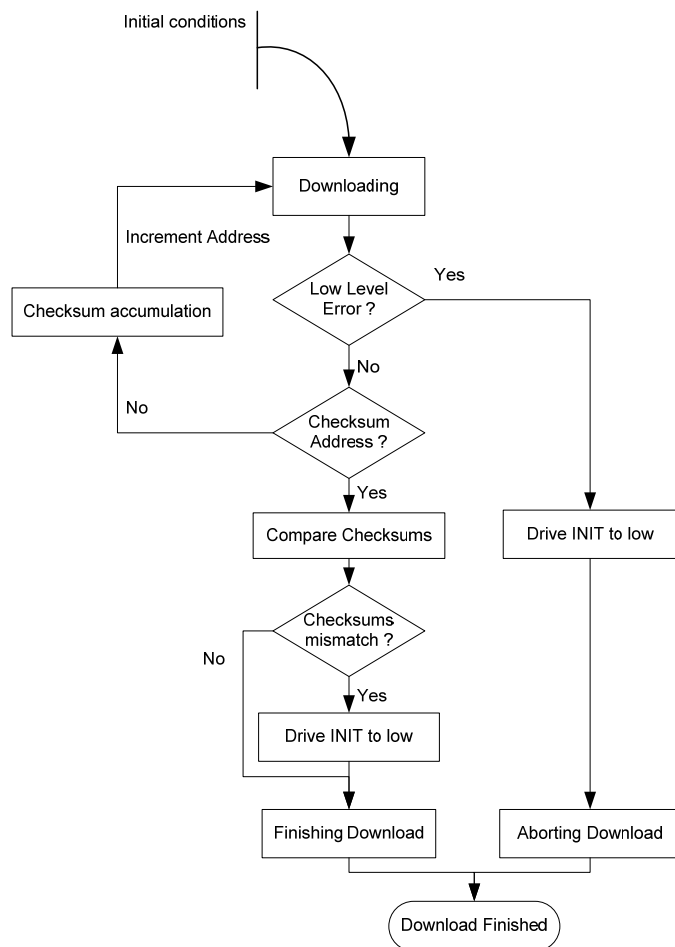 Initial conditions
Downloading
Increment Address
Yes
Low Level
Error ?
Checksum accumulation
No
No
Checksum
Address ?
Yes
Compare Checksums
Drive INIT to low
Checksums
mismatch ?
No
Yes
Drive INIT to low
Finishing Download
Aborting Download
Download Finished